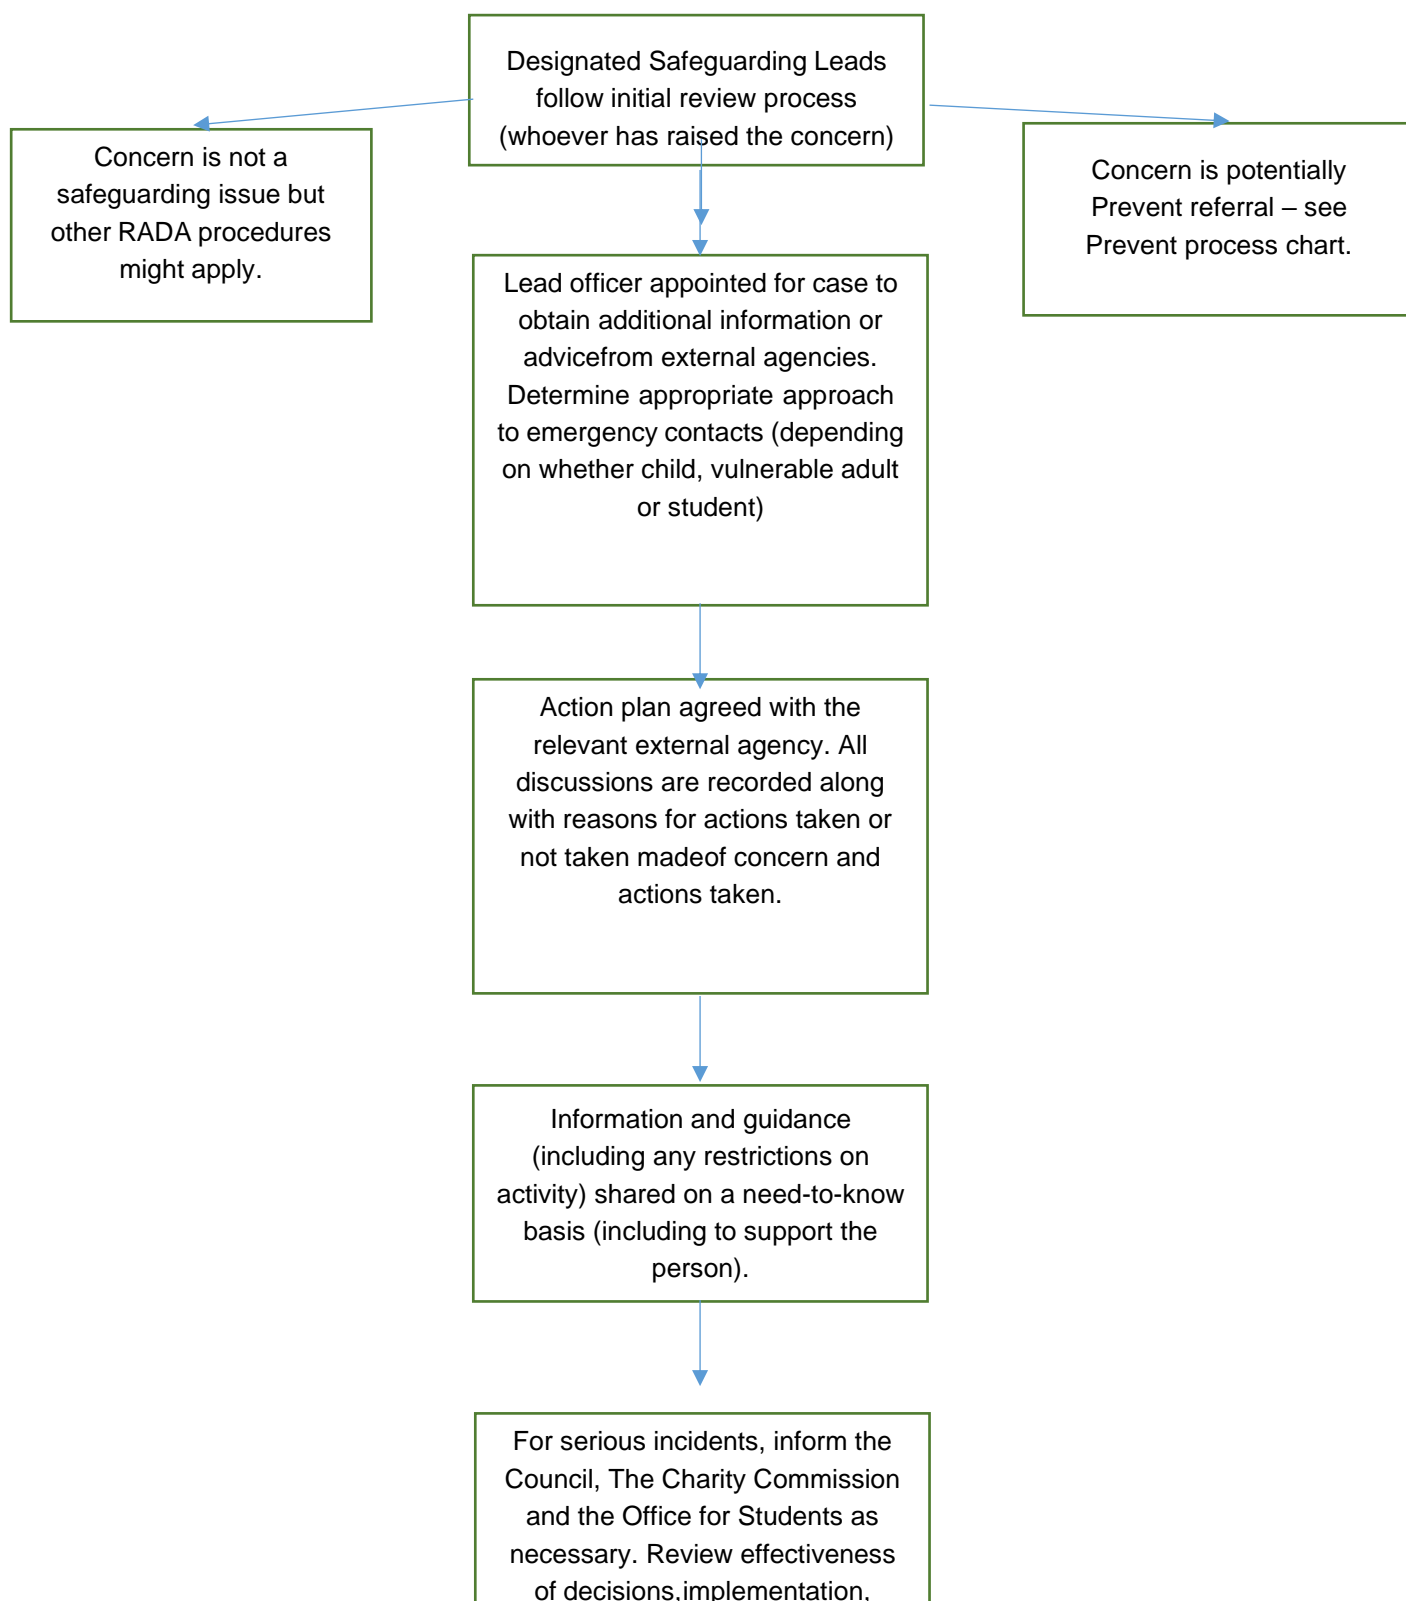 Designated Safeguarding Leads
follow initial review process
(whoever has raised the concern)
Concern is not a
safeguarding issue but
other RADA procedures
might apply.
Concern is potentially
Prevent referral – see
Prevent process chart.
Lead officer appointed for case to
obtain additional information or
advicefrom external agencies.
Determine appropriate approach
to emergency contacts (depending
on whether child, vulnerable adult
or student)
Action plan agreed with the
relevant external agency. All
discussions are recorded along
with reasons for actions taken or
not taken madeof concern and
actions taken.
Information and guidance
(including any restrictions on
activity) shared on a need-to-know
basis (including to support the
person).
For serious incidents, inform the
Council, The Charity Commission
and the Office for Students as
necessary. Review effectiveness
of decisions,implementation,